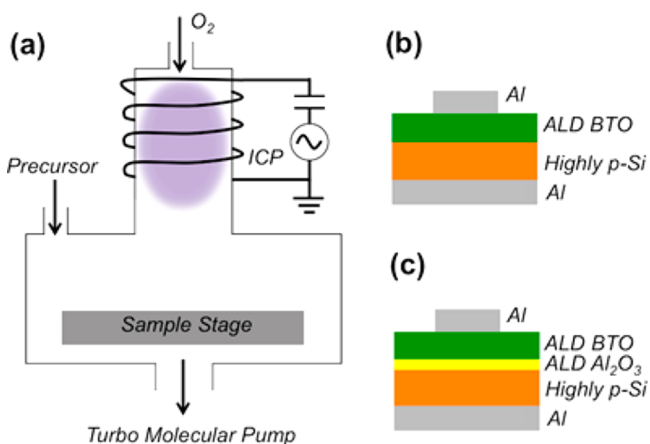 (a)
O₂
ICP
Precursor
Sample Stage
Turbo Molecular Pump
(b)
Al
ALD BTO
Highly p-Si
Al
(c)
Al
ALD BTO
ALD Al₂O₃
Highly p-Si
Al